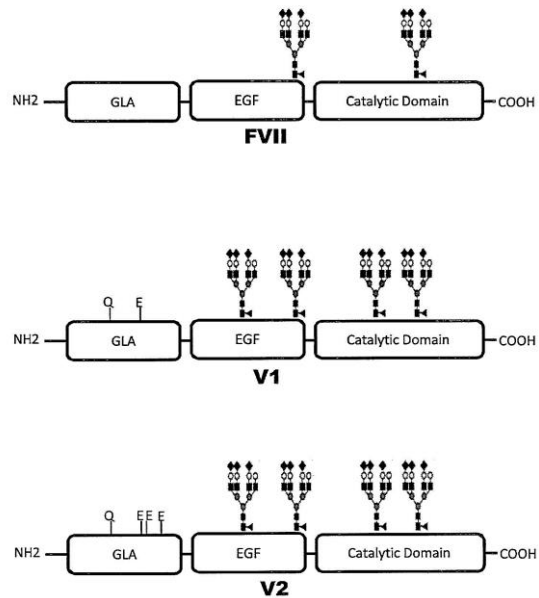 NH2 GLA EGF Catalytic Domain COOH
FVII
Q E
NH2 GLA EGF Catalytic Domain COOH
V1
Q EE E
NH2 GLA EGF Catalytic Domain COOH
V2